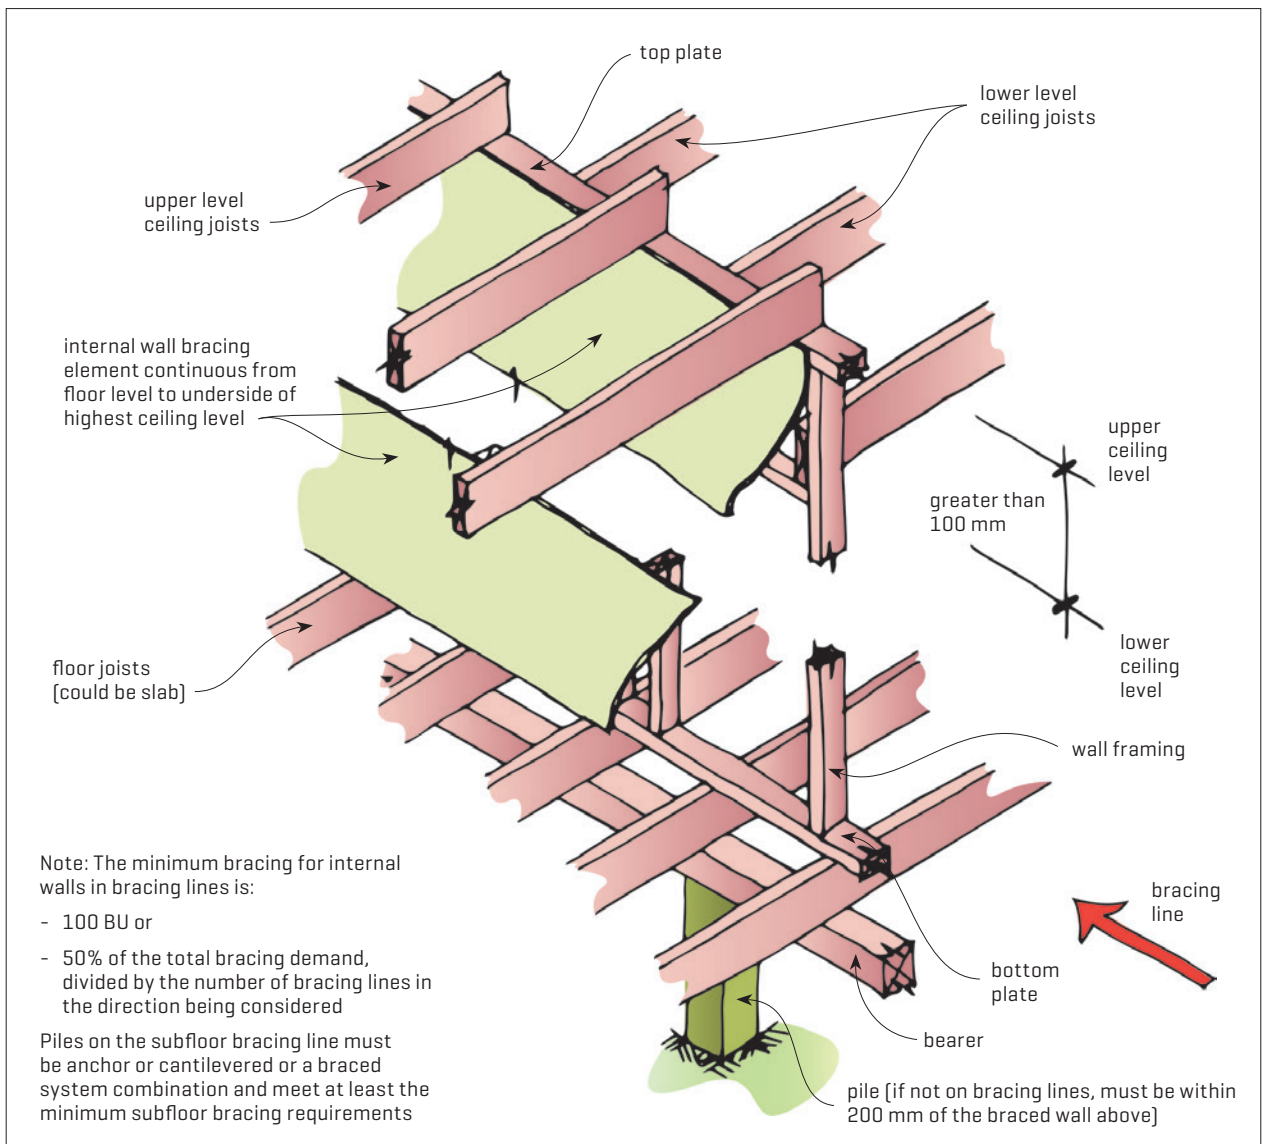 top plate
lower level
ceiling joists
upper level
ceiling joists
internal wall bracing
element continuous from
floor level to underside of
highest ceiling level
upper
ceiling
level
greater than
100 mm
lower
ceiling
level
floor joists
(could be slab)
wall framing
Note: The minimum bracing for internal
walls in bracing lines is:
- 100 BU or
- 50% of the total bracing demand,
divided by the number of bracing lines in
the direction being considered
Piles on the subfloor bracing line must
be anchor or cantilevered or a braced
system combination and meet at least the
minimum subfloor bracing requirements
bracing
line
bottom
plate
bearer
pile (if not on bracing lines, must be within
200 mm of the braced wall above)